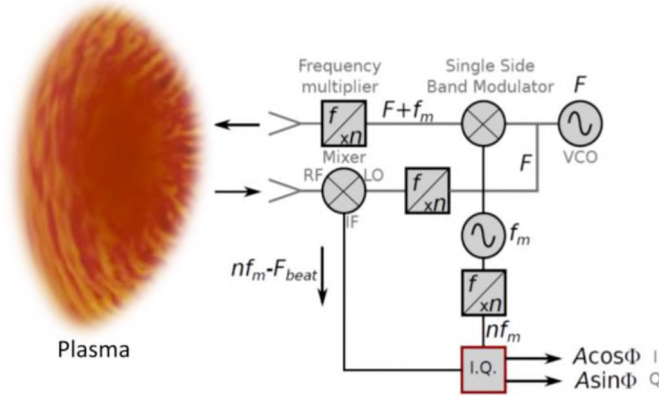 Frequency
multiplier
Single Side
Band Modulator
F
f
xn
F+fₘ
VCO
Mixer
RF
LO
IF
f
xn
F
fₘ
nfₘ-F_beat
f
xn
nfₘ
I.Q.
AcosΦ I
AsinΦ Q
Plasma